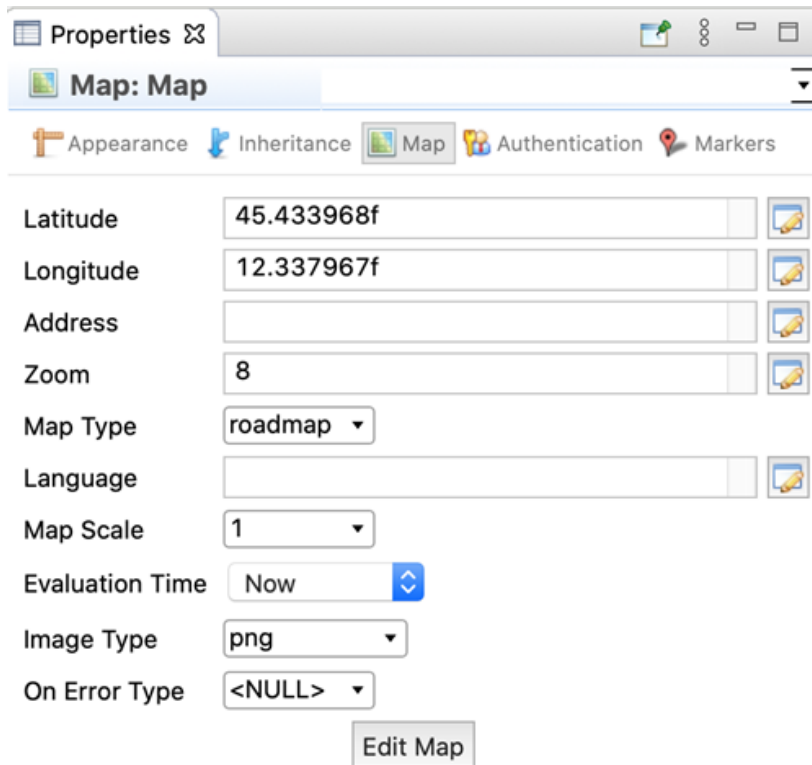 Properties
Map: Map
Appearance Inheritance Map Authentication Markers
Latitude 45.433968f
Longitude 12.337967f
Address
Zoom 8
Map Type roadmap
Language
Map Scale 1
Evaluation Time Now
Image Type png
On Error Type <NULL>
Edit Map